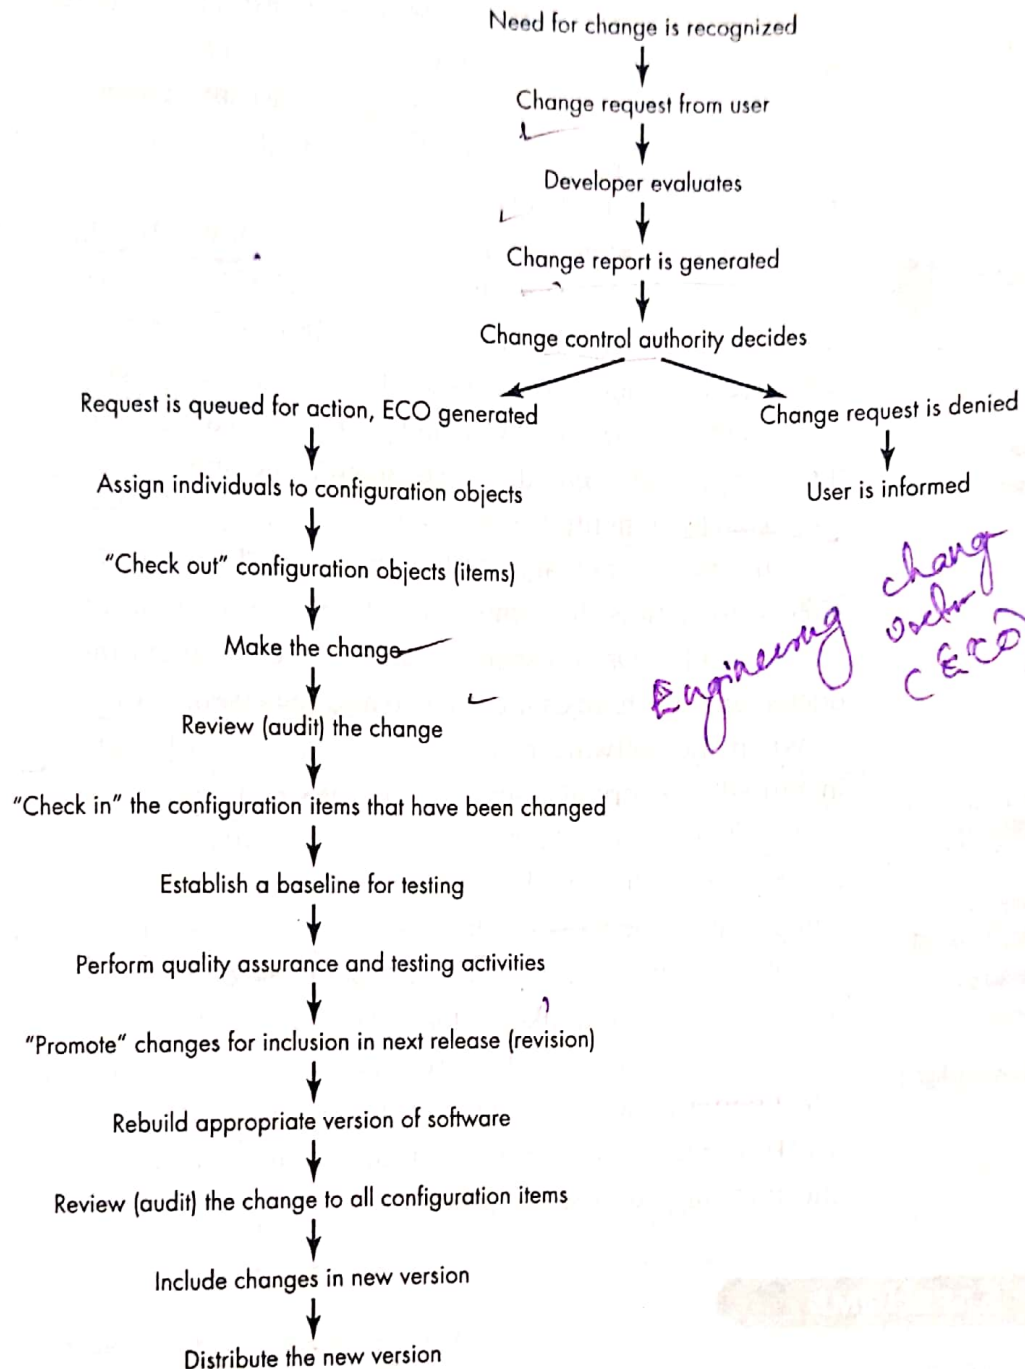 Need for change is recognized
Change request from user
Developer evaluates
Change report is generated
Change control authority decides
Request is queued for action, ECO generated
Change request is denied
Assign individuals to configuration objects
User is informed
"Check out" configuration objects (items)
Make the change
Review (audit) the change
"Check in" the configuration items that have been changed
Establish a baseline for testing
Perform quality assurance and testing activities
"Promote" changes for inclusion in next release (revision)
Rebuild appropriate version of software
Review (audit) the change to all configuration items
Include changes in new version
Distribute the new version
Engineering chang